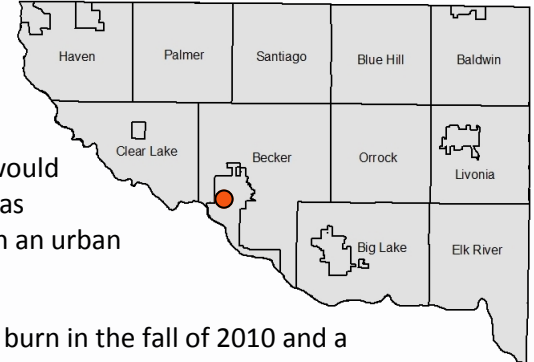 Haven Palmer Santiago Blue Hill Baldwin
Clear Lake Becker Orrock Livonia
Big Lake Elk River
would
as
n an urban
burn in the fall of 2010 and a